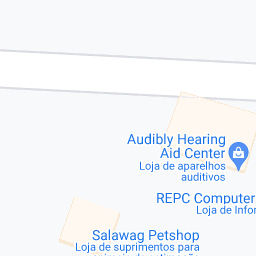 Audibly Hearing
Aid Center
Loja de aparelhos
auditivos
REPC Computer
Loja de Infor
Salawag Petshop
Loja de suprimentos para